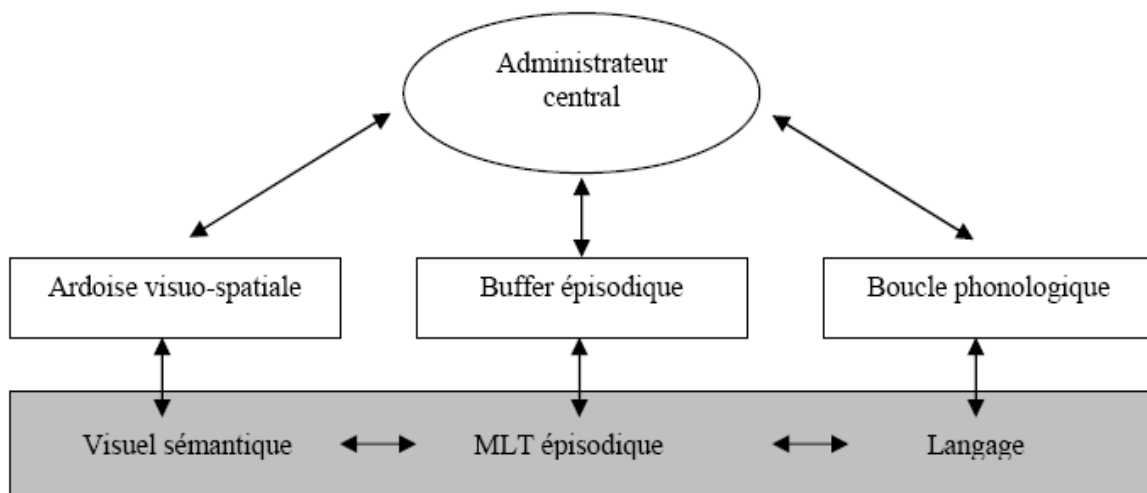 Administrateur
central
Ardoise visuo-spatiale
Buffer épisodique
Boucle phonologique
Visuel sémantique
MLT épisodique
Langage